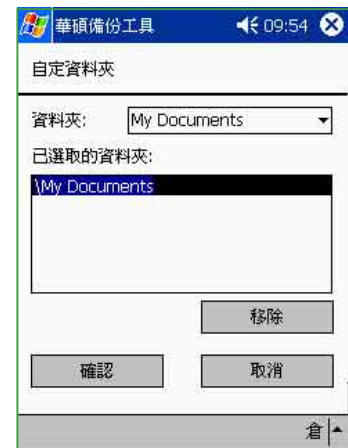 華碩備份工具 09:54
自定資料夾
資料夾: My Documents
已選取的資料夾:
\My Documents
移除
確認 取消
倉